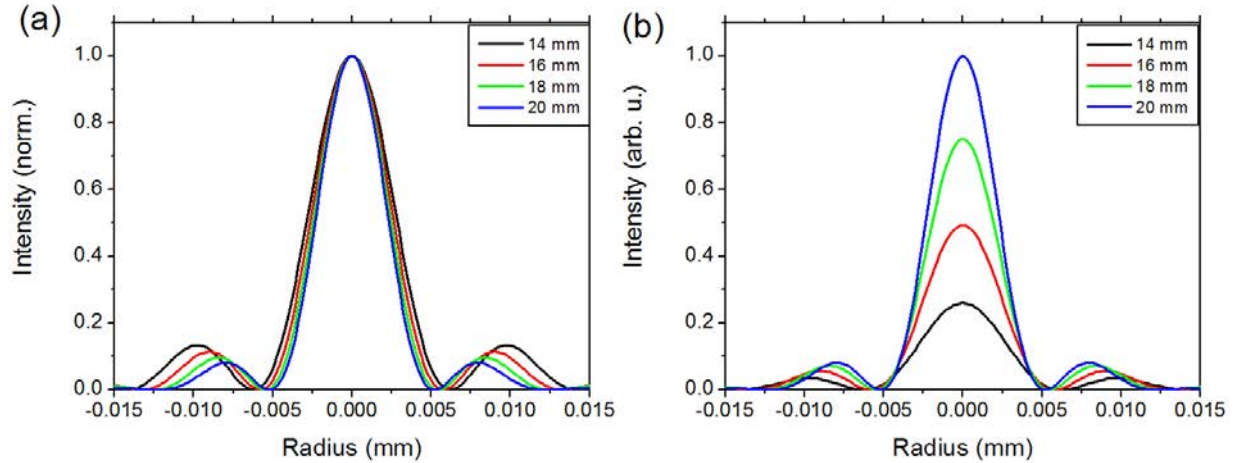 (a)
Intensity (norm.)
1.0
0.8
0.6
0.4
0.2
0.0
-0.015 -0.010 -0.005 0.000 0.005 0.010 0.015
Radius (mm)
14 mm
16 mm
18 mm
20 mm
(b)
Intensity (arb. u.)
1.0
0.8
0.6
0.4
0.2
0.0
-0.015 -0.010 -0.005 0.000 0.005 0.010 0.015
Radius (mm)
14 mm
16 mm
18 mm
20 mm